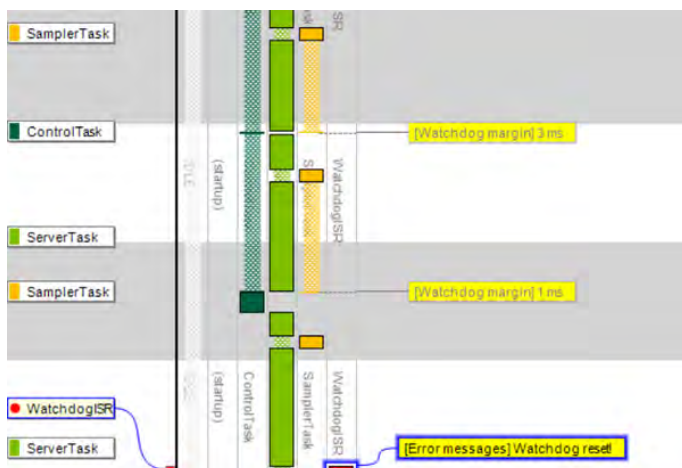 SamplerTask
ControlTask
[Watchdog margin] 3 ms
(startup)
WatchdogISR
ServerTask
SamplerTask
[Watchdog margin] 1 ms
(startup)
ControlTask
SamplerTask
WatchdogISR
WatchdogISR
ServerTask
[Error messages] Watchdog reset!